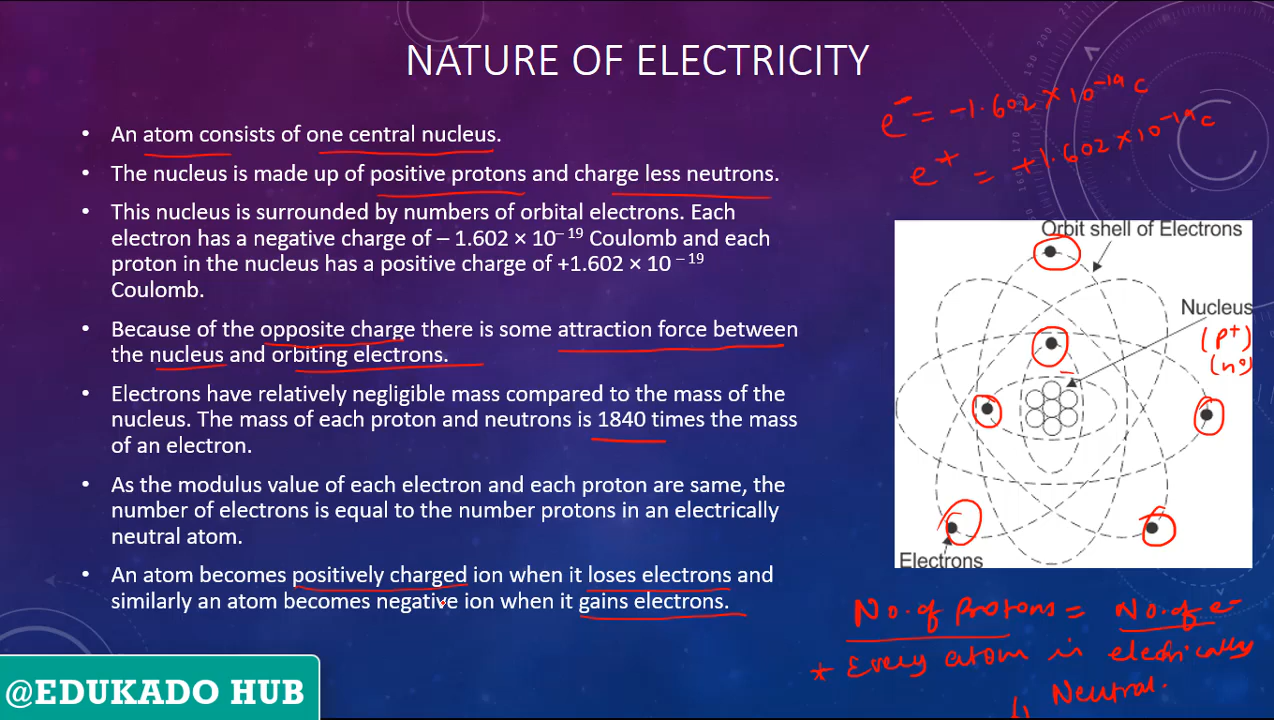 NATURE OF ELECTRICITY
e⁻ = -1.602 × 10⁻¹⁹ C
e⁺ = +1.602 × 10⁻¹⁹ C
• An atom consists of one central nucleus.
• The nucleus is made up of positive protons and charge less neutrons.
• This nucleus is surrounded by numbers of orbital electrons. Each
electron has a negative charge of – 1.602 × 10⁻¹⁹ Coulomb and each
proton in the nucleus has a positive charge of +1.602 × 10⁻¹⁹
Coulomb.
• Because of the opposite charge there is some attraction force between
the nucleus and orbiting electrons.
• Electrons have relatively negligible mass compared to the mass of the
nucleus. The mass of each proton and neutrons is 1840 times the mass
of an electron.
• As the modulus value of each electron and each proton are same, the
number of electrons is equal to the number protons in an electrically
neutral atom.
• An atom becomes positively charged ion when it loses electrons and
similarly an atom becomes negative ion when it gains electrons.
Orbit shell of Electrons
Nucleus
(p⁺)
(n⁰)
Electrons
No. of Protons = No. of e⁻
* Every atom is electrically
↳ Neutral.
@EDUKADO HUB